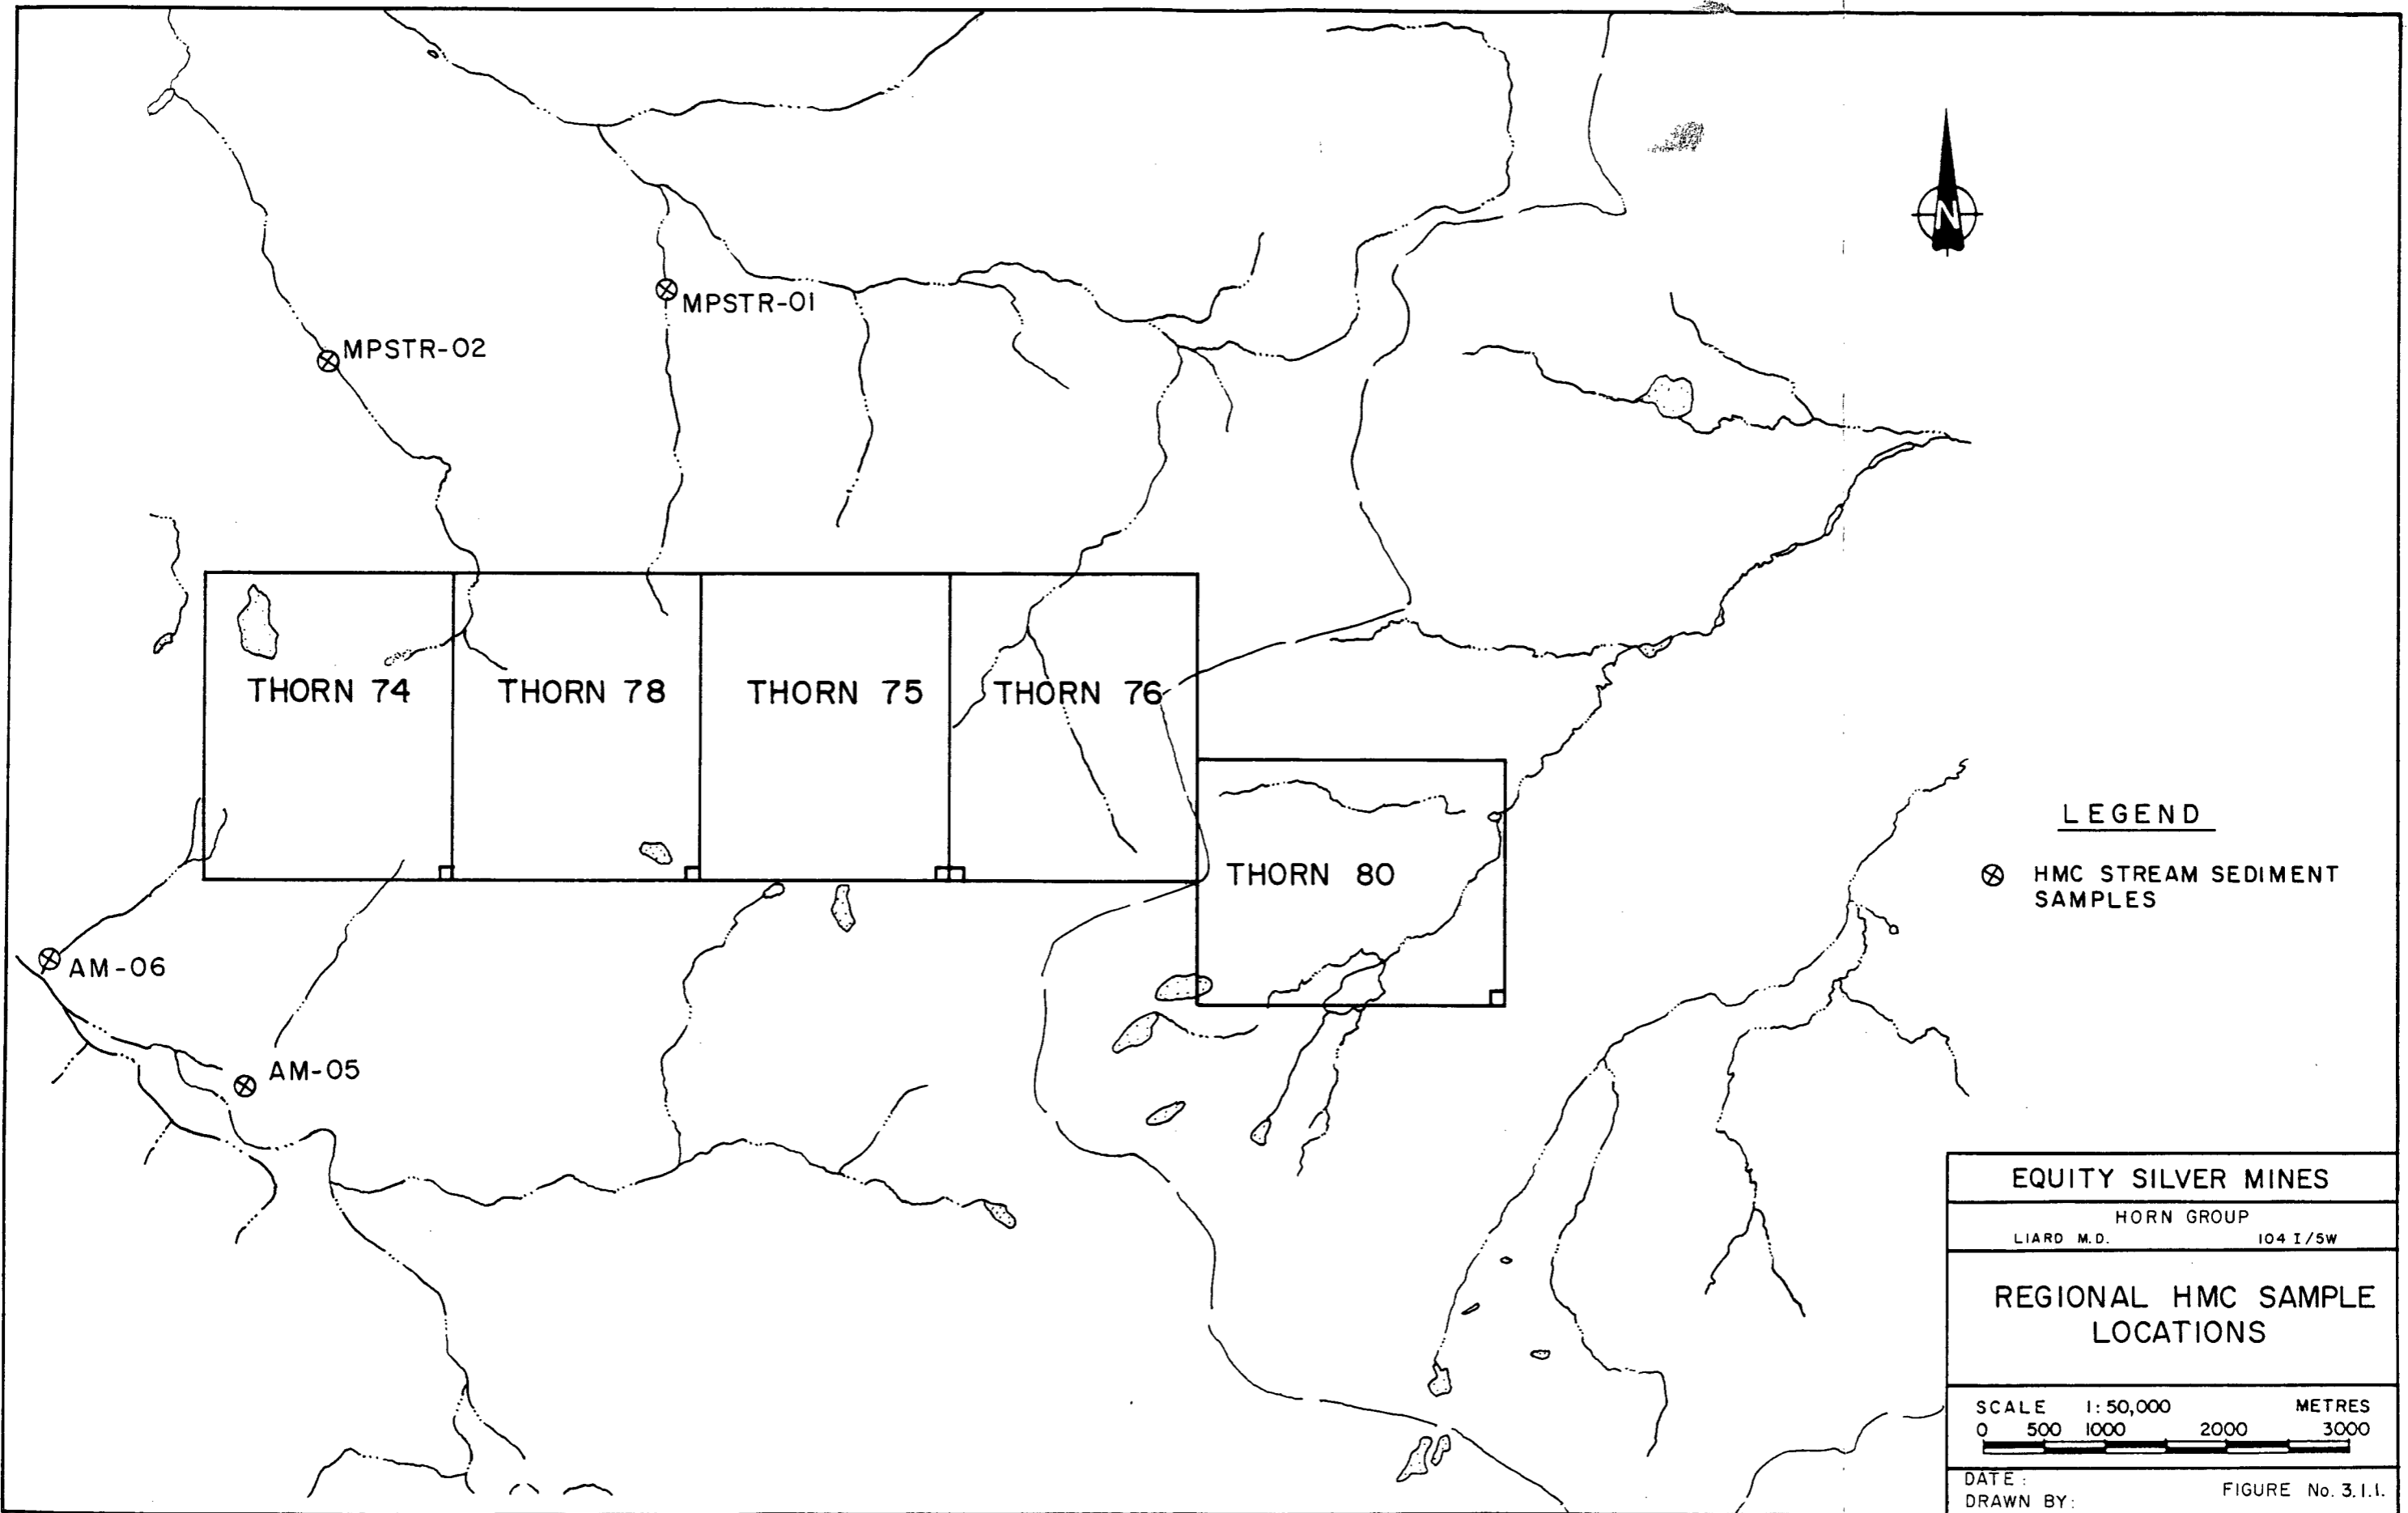 N
MPSTR-01
MPSTR-02
THORN 74
THORN 78
THORN 75
THORN 76
THORN 80
LEGEND
HMC STREAM SEDIMENT
SAMPLES
AM-06
AM-05
EQUITY SILVER MINES
HORN GROUP
LIARD M.D. 104 I/5W
REGIONAL HMC SAMPLE
LOCATIONS
SCALE 1:50,000 METRES
0 500 1000 2000 3000
DATE:
DRAWN BY:
FIGURE No. 3.1.1.